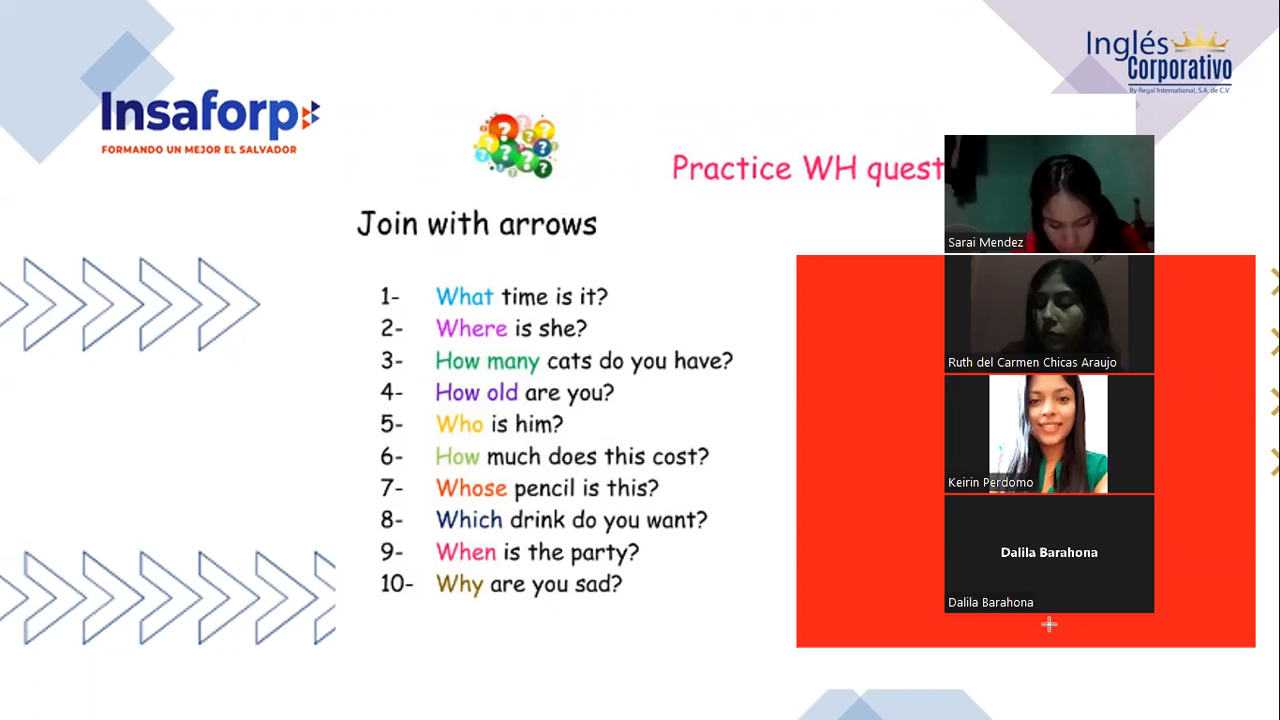 Inglés
Corporativo
By Regal International, S.A. de C.V.
Insaforp
FORMANDO UN MEJOR EL SALVADOR
Practice WH quest
Join with arrows
1- What time is it?
2- Where is she?
3- How many cats do you have?
4- How old are you?
5- Who is him?
6- How much does this cost?
7- Whose pencil is this?
8- Which drink do you want?
9- When is the party?
10- Why are you sad?
Sarai Mendez
Ruth del Carmen Chicas Araujo
Keirin Perdomo
Dalila Barahona
Dalila Barahona